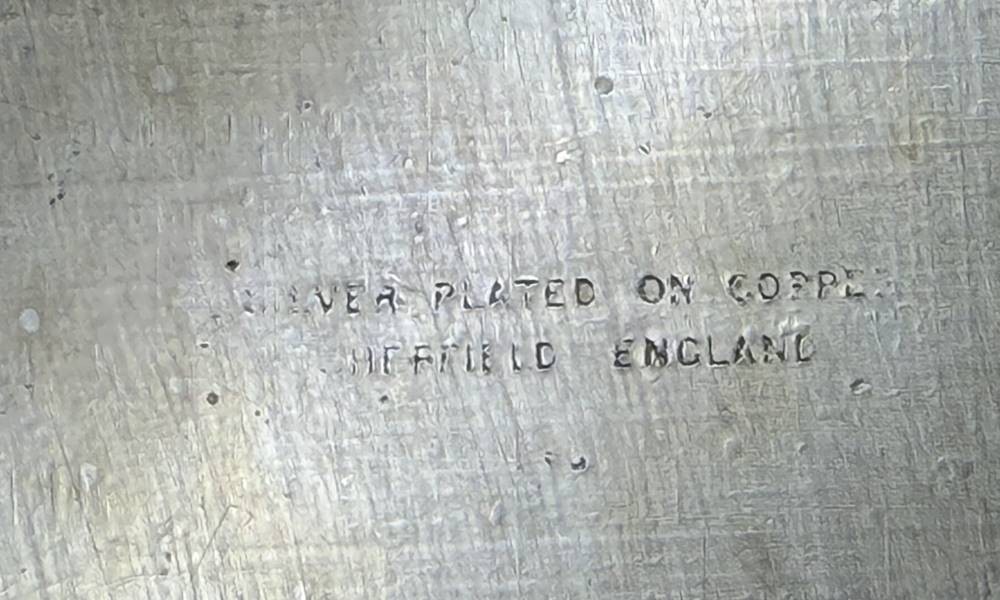 SILVER PLATED ON COPPER
SHEFFIELD ENGLAND